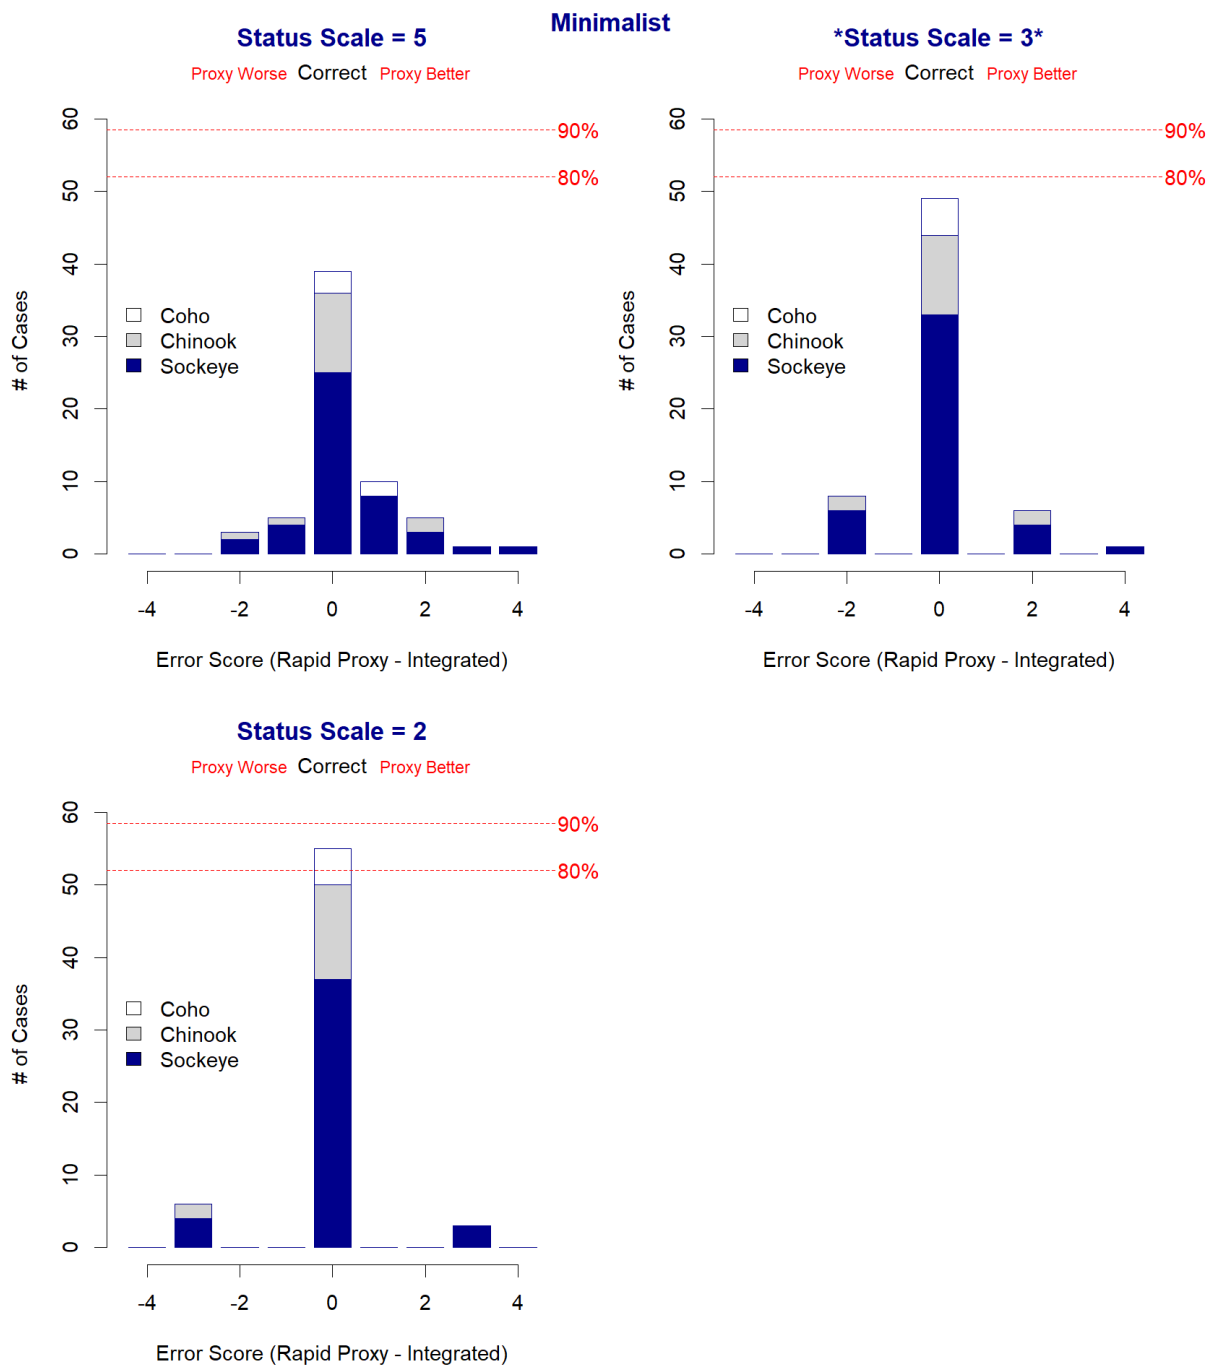 Minimalist
Status Scale = 5
Proxy Worse Correct Proxy Better
60
50
40
30
20
10
0
90%
80%
# of Cases
Coho
Chinook
Sockeye
-4 -2 0 2 4
Error Score (Rapid Proxy - Integrated)
*Status Scale = 3*
Proxy Worse Correct Proxy Better
60
50
40
30
20
10
0
90%
80%
# of Cases
Coho
Chinook
Sockeye
-4 -2 0 2 4
Error Score (Rapid Proxy - Integrated)
Status Scale = 2
Proxy Worse Correct Proxy Better
60
50
40
30
20
10
0
90%
80%
# of Cases
Coho
Chinook
Sockeye
-4 -2 0 2 4
Error Score (Rapid Proxy - Integrated)